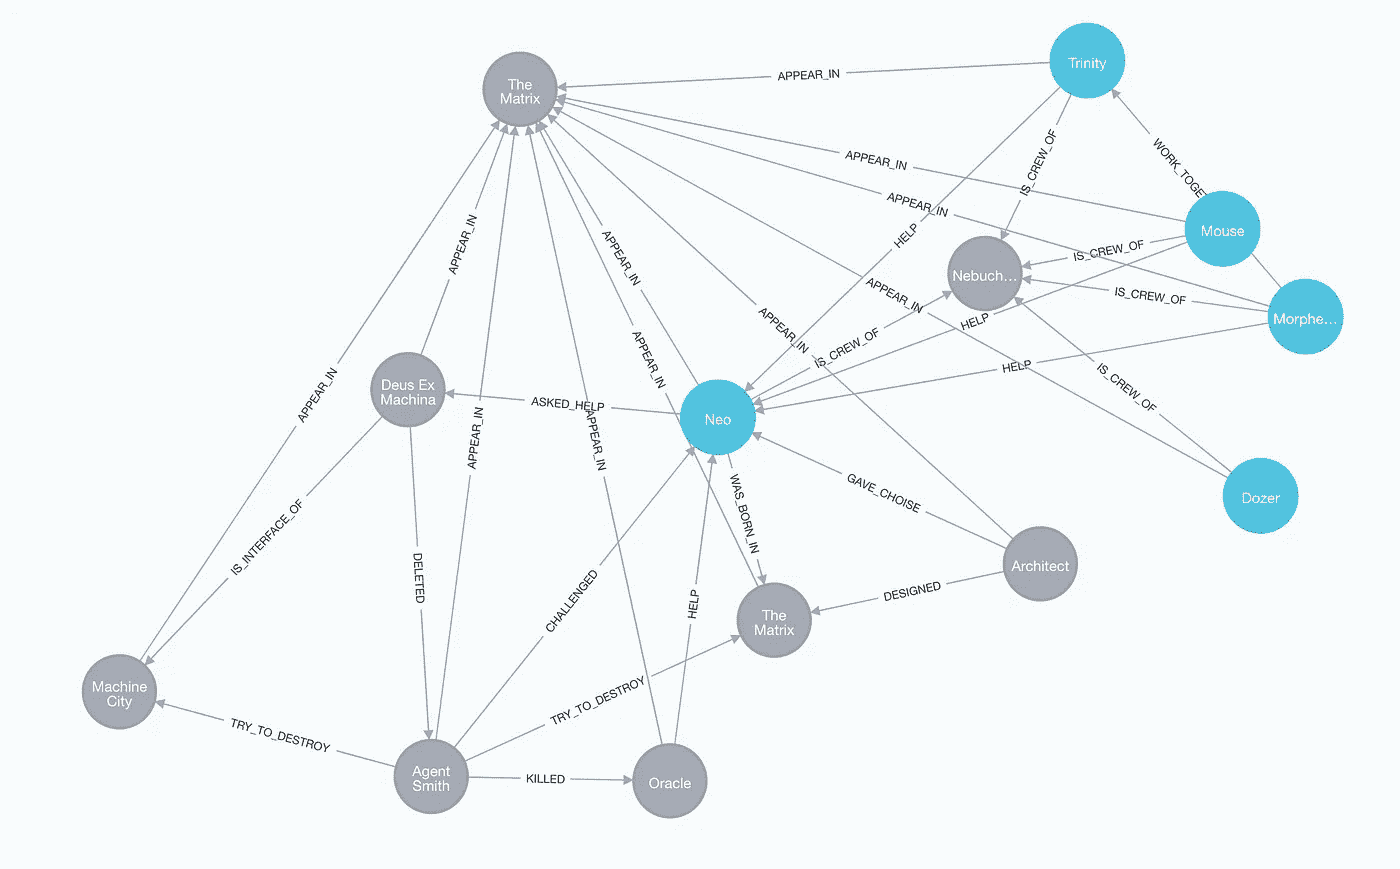 Trinity
APPEAR_IN
The
Matrix
IS_CREW_OF
WORK_TOGE
APPEAR_IN
APPEAR_IN
HELP
Mouse
APPEAR_IN
APPEAR_IN
IS_CREW_OF
Nebuch...
IS_CREW_OF
APPEAR_IN
Morphe...
HELP
APPEAR_IN
IS_CREW_OF
APPEAR_IN
HELP
Deus Ex
Machina
APPEAR_IN
IS_CREW_OF
ASKED_HELP
Neo
APPEAR_IN
APPEAR_IN
GAVE_CHOISE
Dozer
WAS_BORN_IN
IS_INTERFACE_OF
DELETED
Architect
CHALLENGED
HELP
DESIGNED
The
Matrix
Machine
City
TRY_TO_DESTROY
TRY_TO_DESTROY
Agent
Smith
KILLED
Oracle